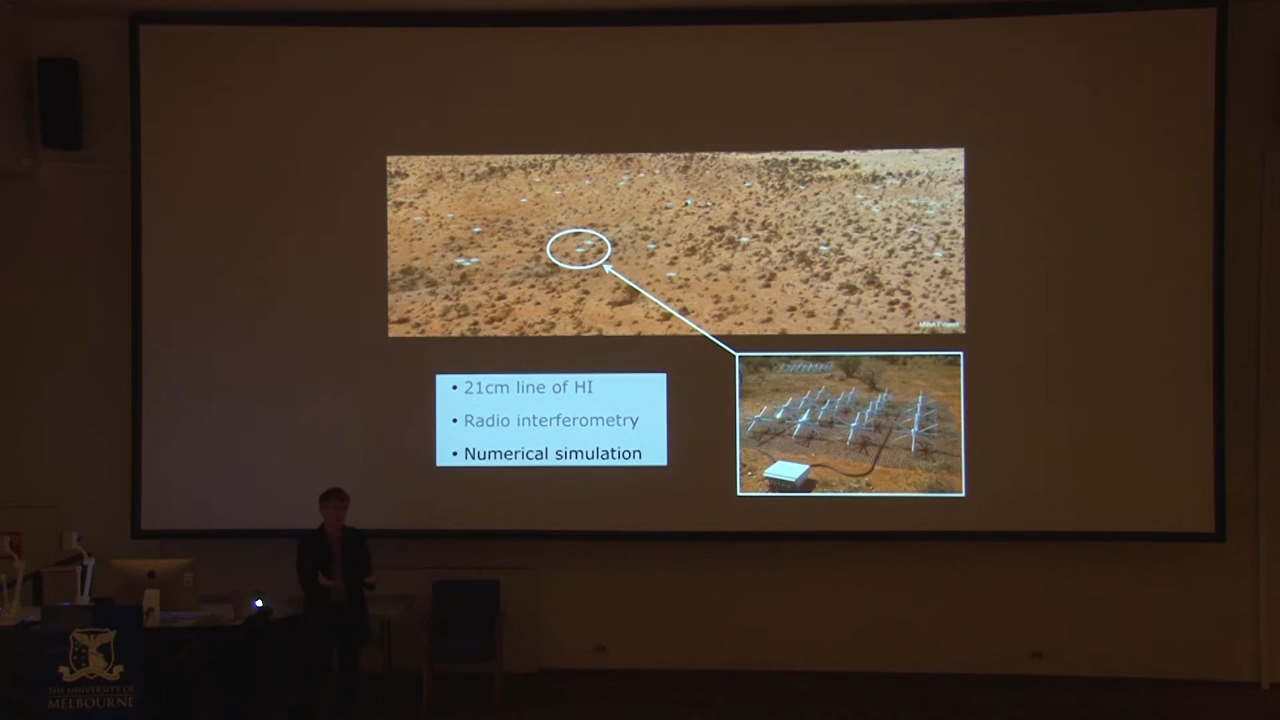 • 21cm line of HI
• Radio interferometry
• Numerical simulation
THE UNIVERSITY OF
MELBOURNE